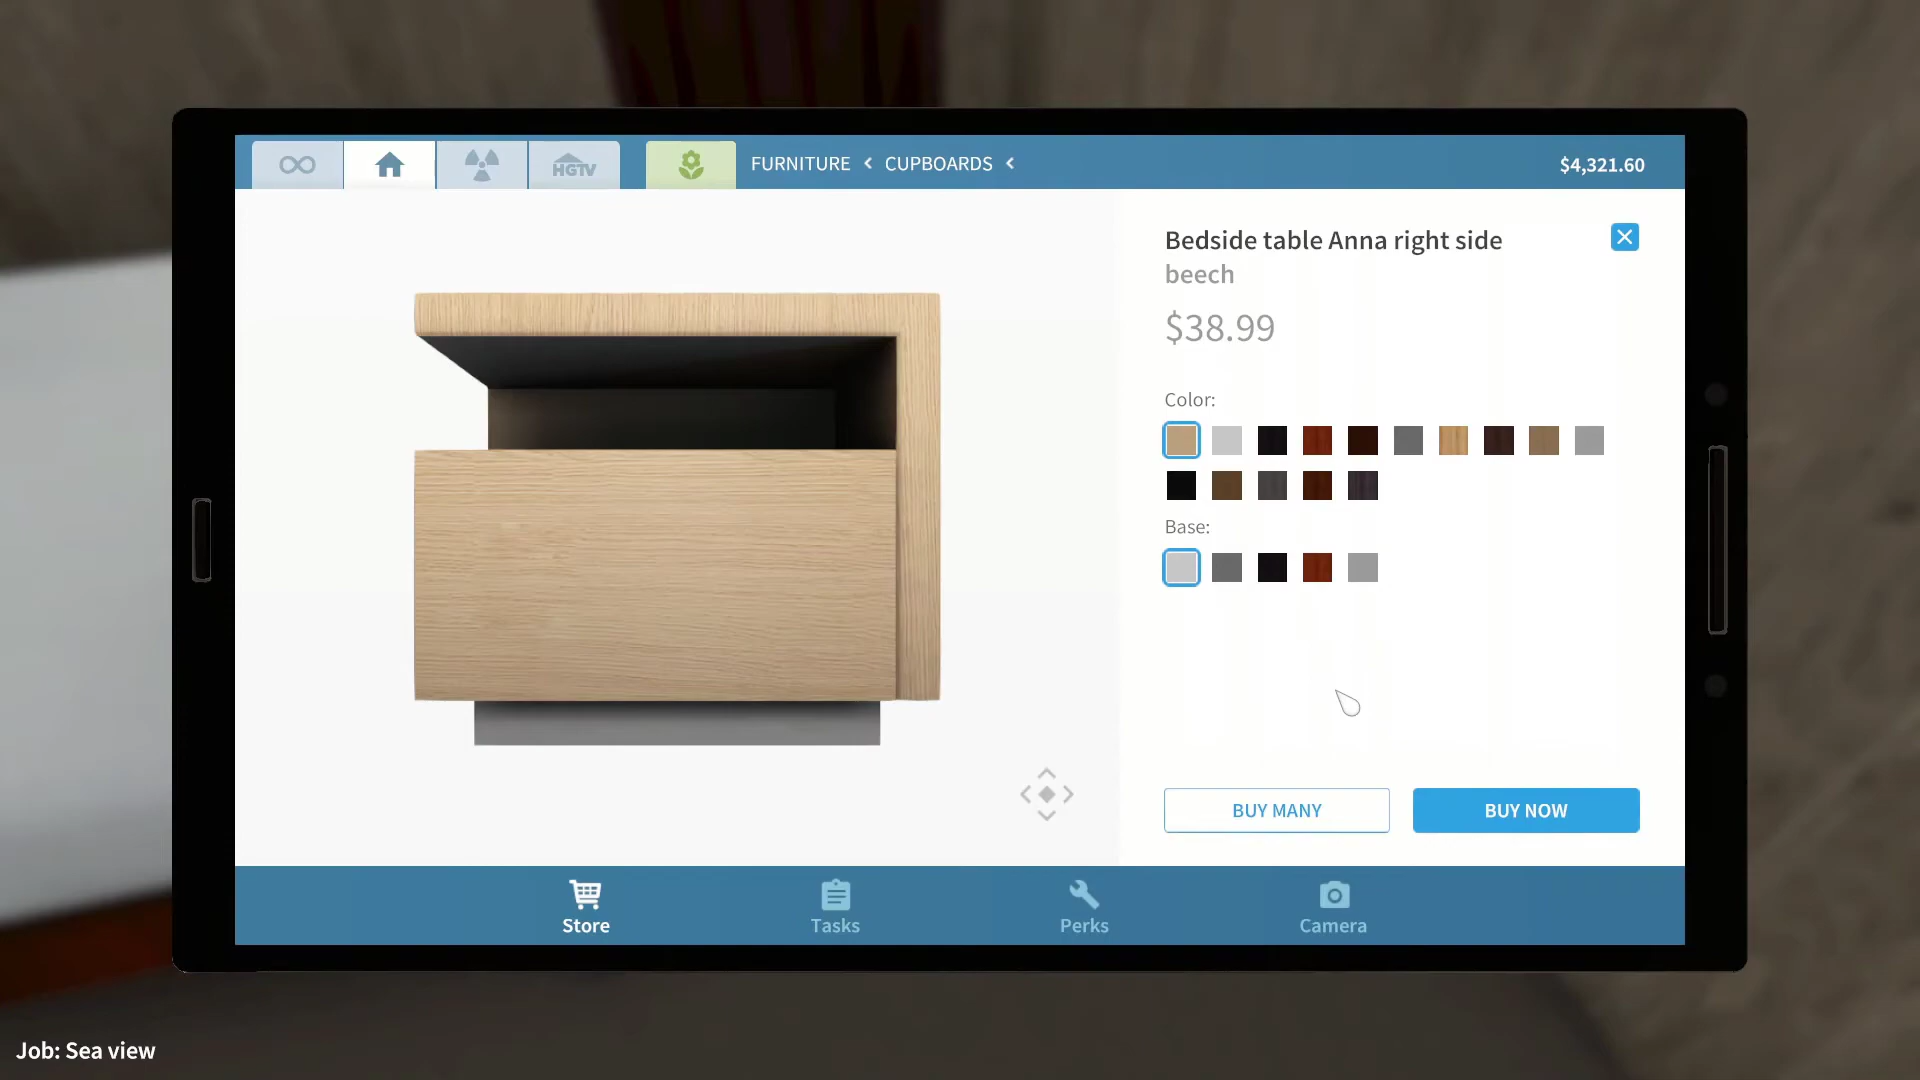 HGTV
FURNITURE < CUPBOARDS <
$4,321.60
Bedside table Anna right side
beech
$38.99
Color:
Base:
BUY MANY
BUY NOW
Store
Tasks
Perks
Camera
Job: Sea view